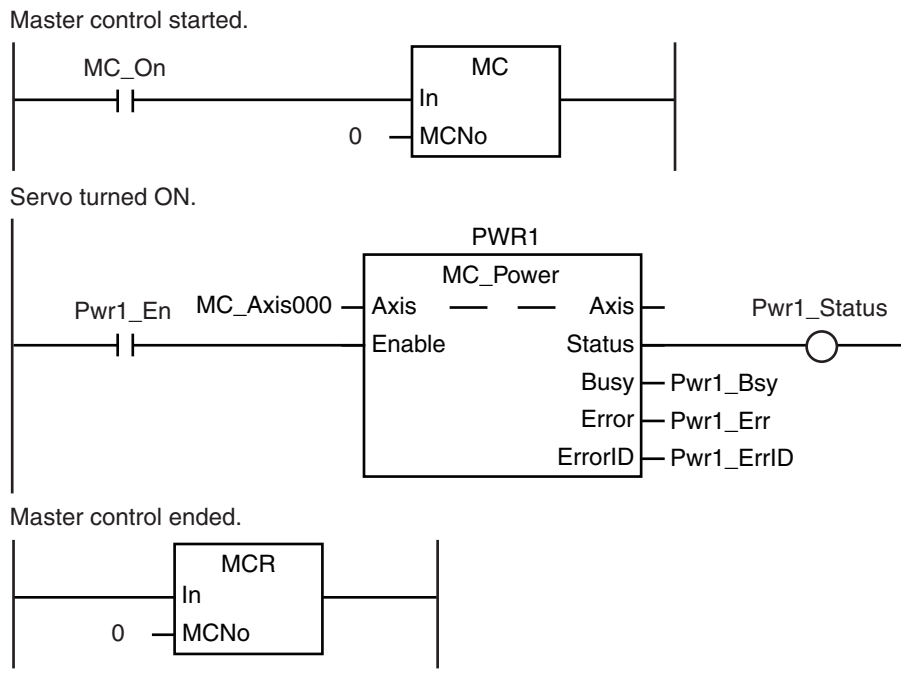 Master control started.
MC_On
MC
In
0 MCNo
Servo turned ON.
PWR1
MC_Power
Pwr1_En MC_Axis000 Axis Axis Pwr1_Status
Enable Status
Busy Pwr1_Bsy
Error Pwr1_Err
ErrorID Pwr1_ErrID
Master control ended.
MCR
In
0 MCNo